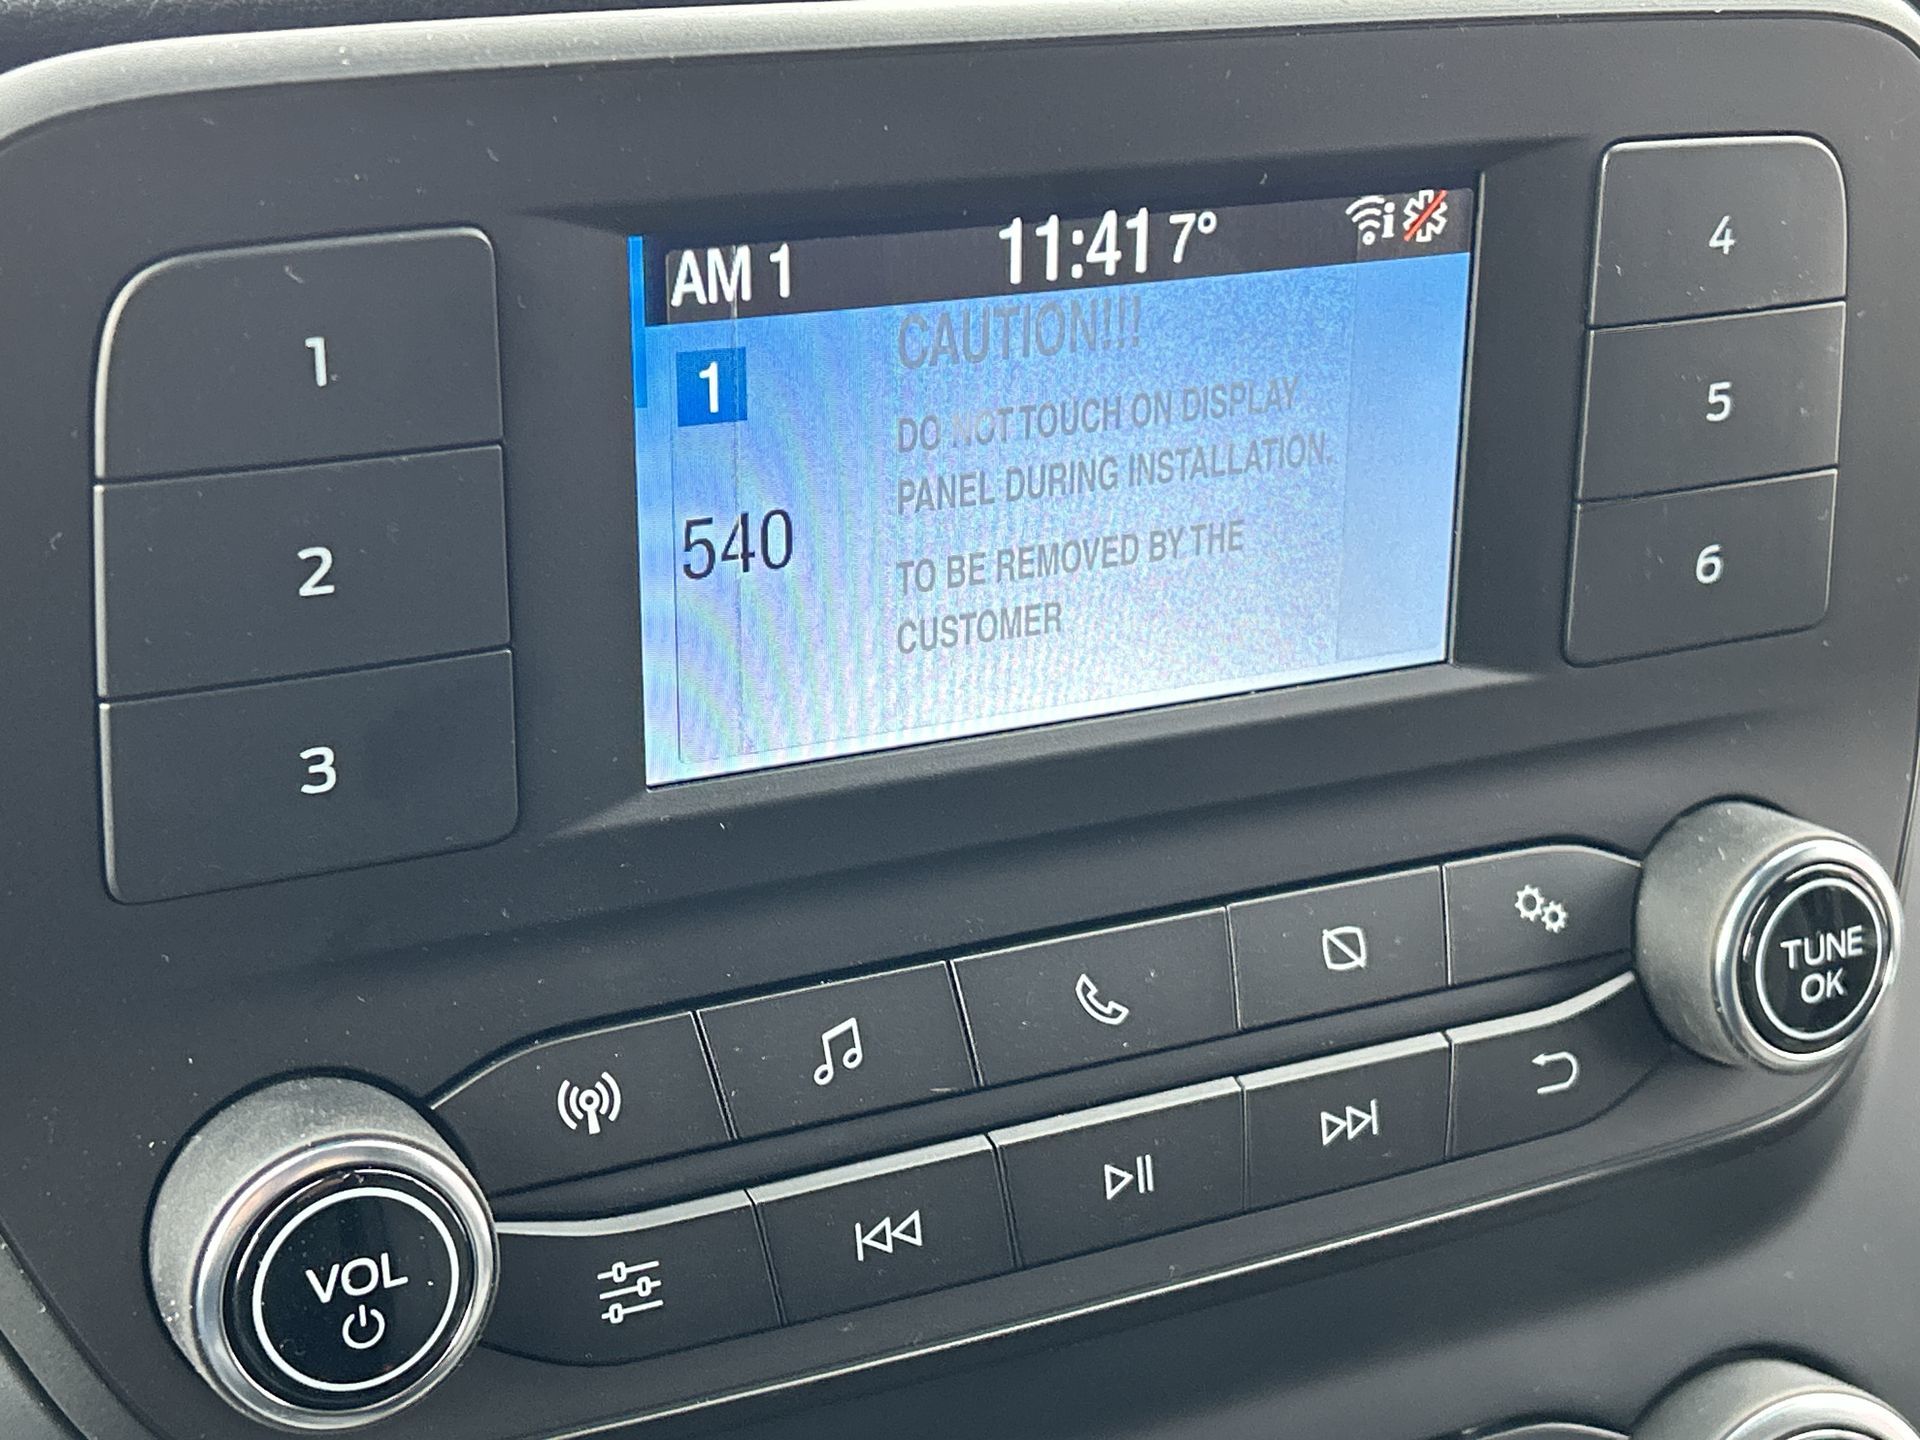 AM 1 11:41 7° i
1
540
CAUTION!!!
DO NOT TOUCH ON DISPLAY
PANEL DURING INSTALLATION.
TO BE REMOVED BY THE
CUSTOMER
1
2
3
4
5
6
VOL
TUNE
OK